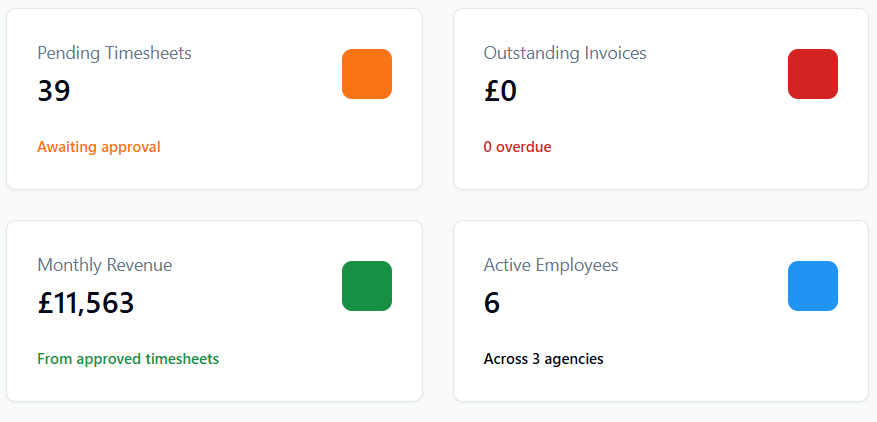 Pending Timesheets
39
Awaiting approval
Outstanding Invoices
£0
0 overdue
Monthly Revenue
£11,563
From approved timesheets
Active Employees
6
Across 3 agencies